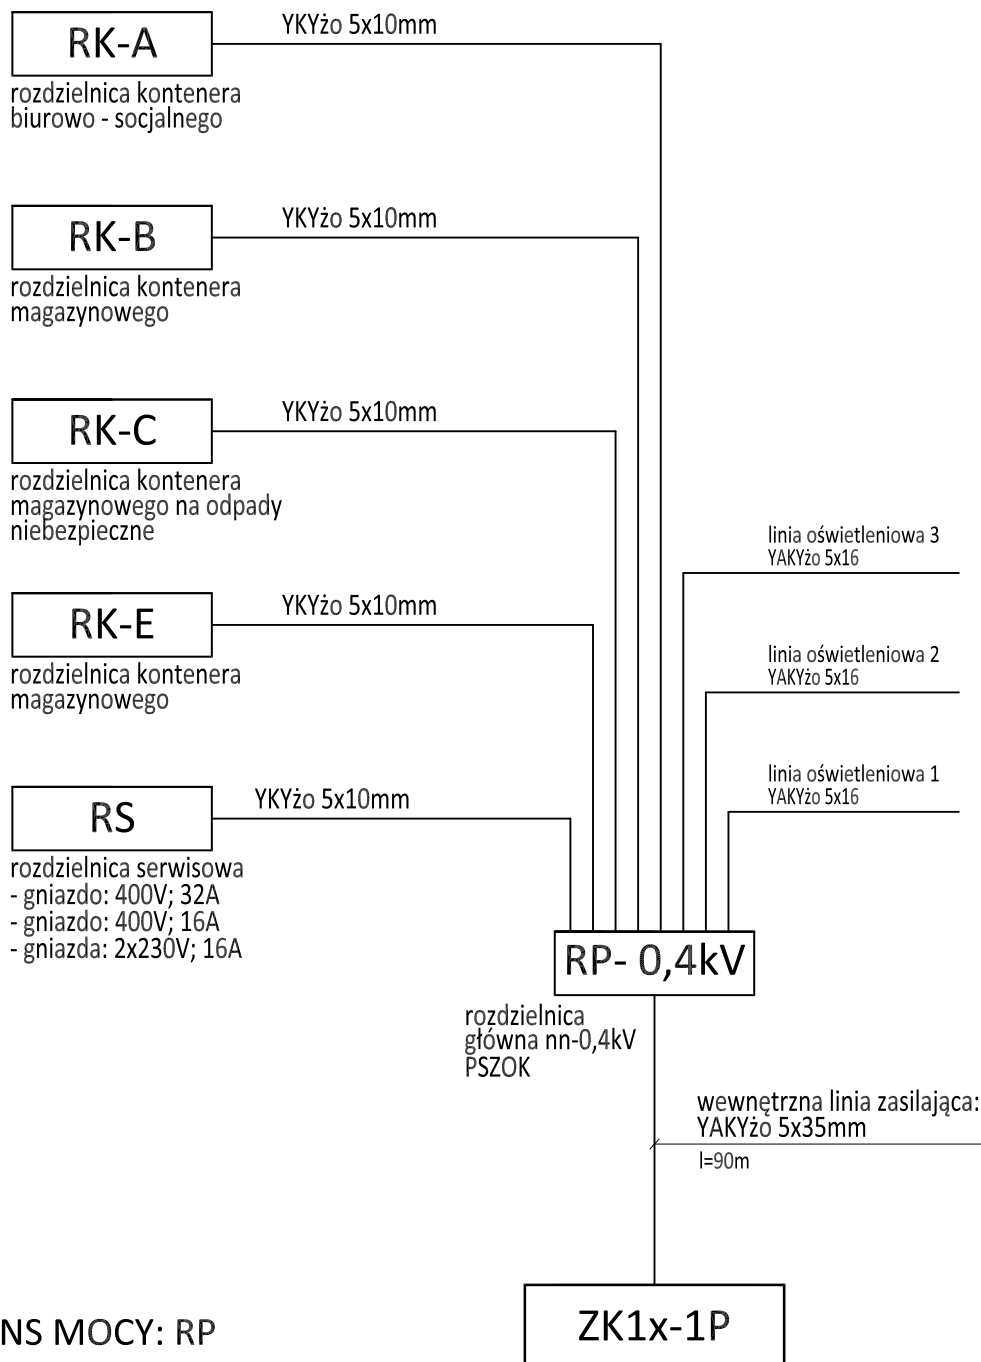 RK-A
YKYżo 5x10mm
rozdzielnica kontenera
biurowo - socjalnego
RK-B
YKYżo 5x10mm
rozdzielnica kontenera
magazynowego
RK-C
YKYżo 5x10mm
rozdzielnica kontenera
magazynowego na odpady
niebezpieczne
RK-E
YKYżo 5x10mm
rozdzielnica kontenera
magazynowego
RS
YKYżo 5x10mm
rozdzielnica serwisowa
- gniazdo: 400V; 32A
- gniazdo: 400V; 16A
- gniazda: 2x230V; 16A
linia oświetleniowa 3
YAKYżo 5x16
linia oświetleniowa 2
YAKYżo 5x16
linia oświetleniowa 1
YAKYżo 5x16
RP- 0,4kV
rozdzielnica
główna nn-0,4kV
PSZOK
wewnętrzna linia zasilająca:
YAKYżo 5x35mm
l=90m
ZK1x-1P
NS MOCY: RP